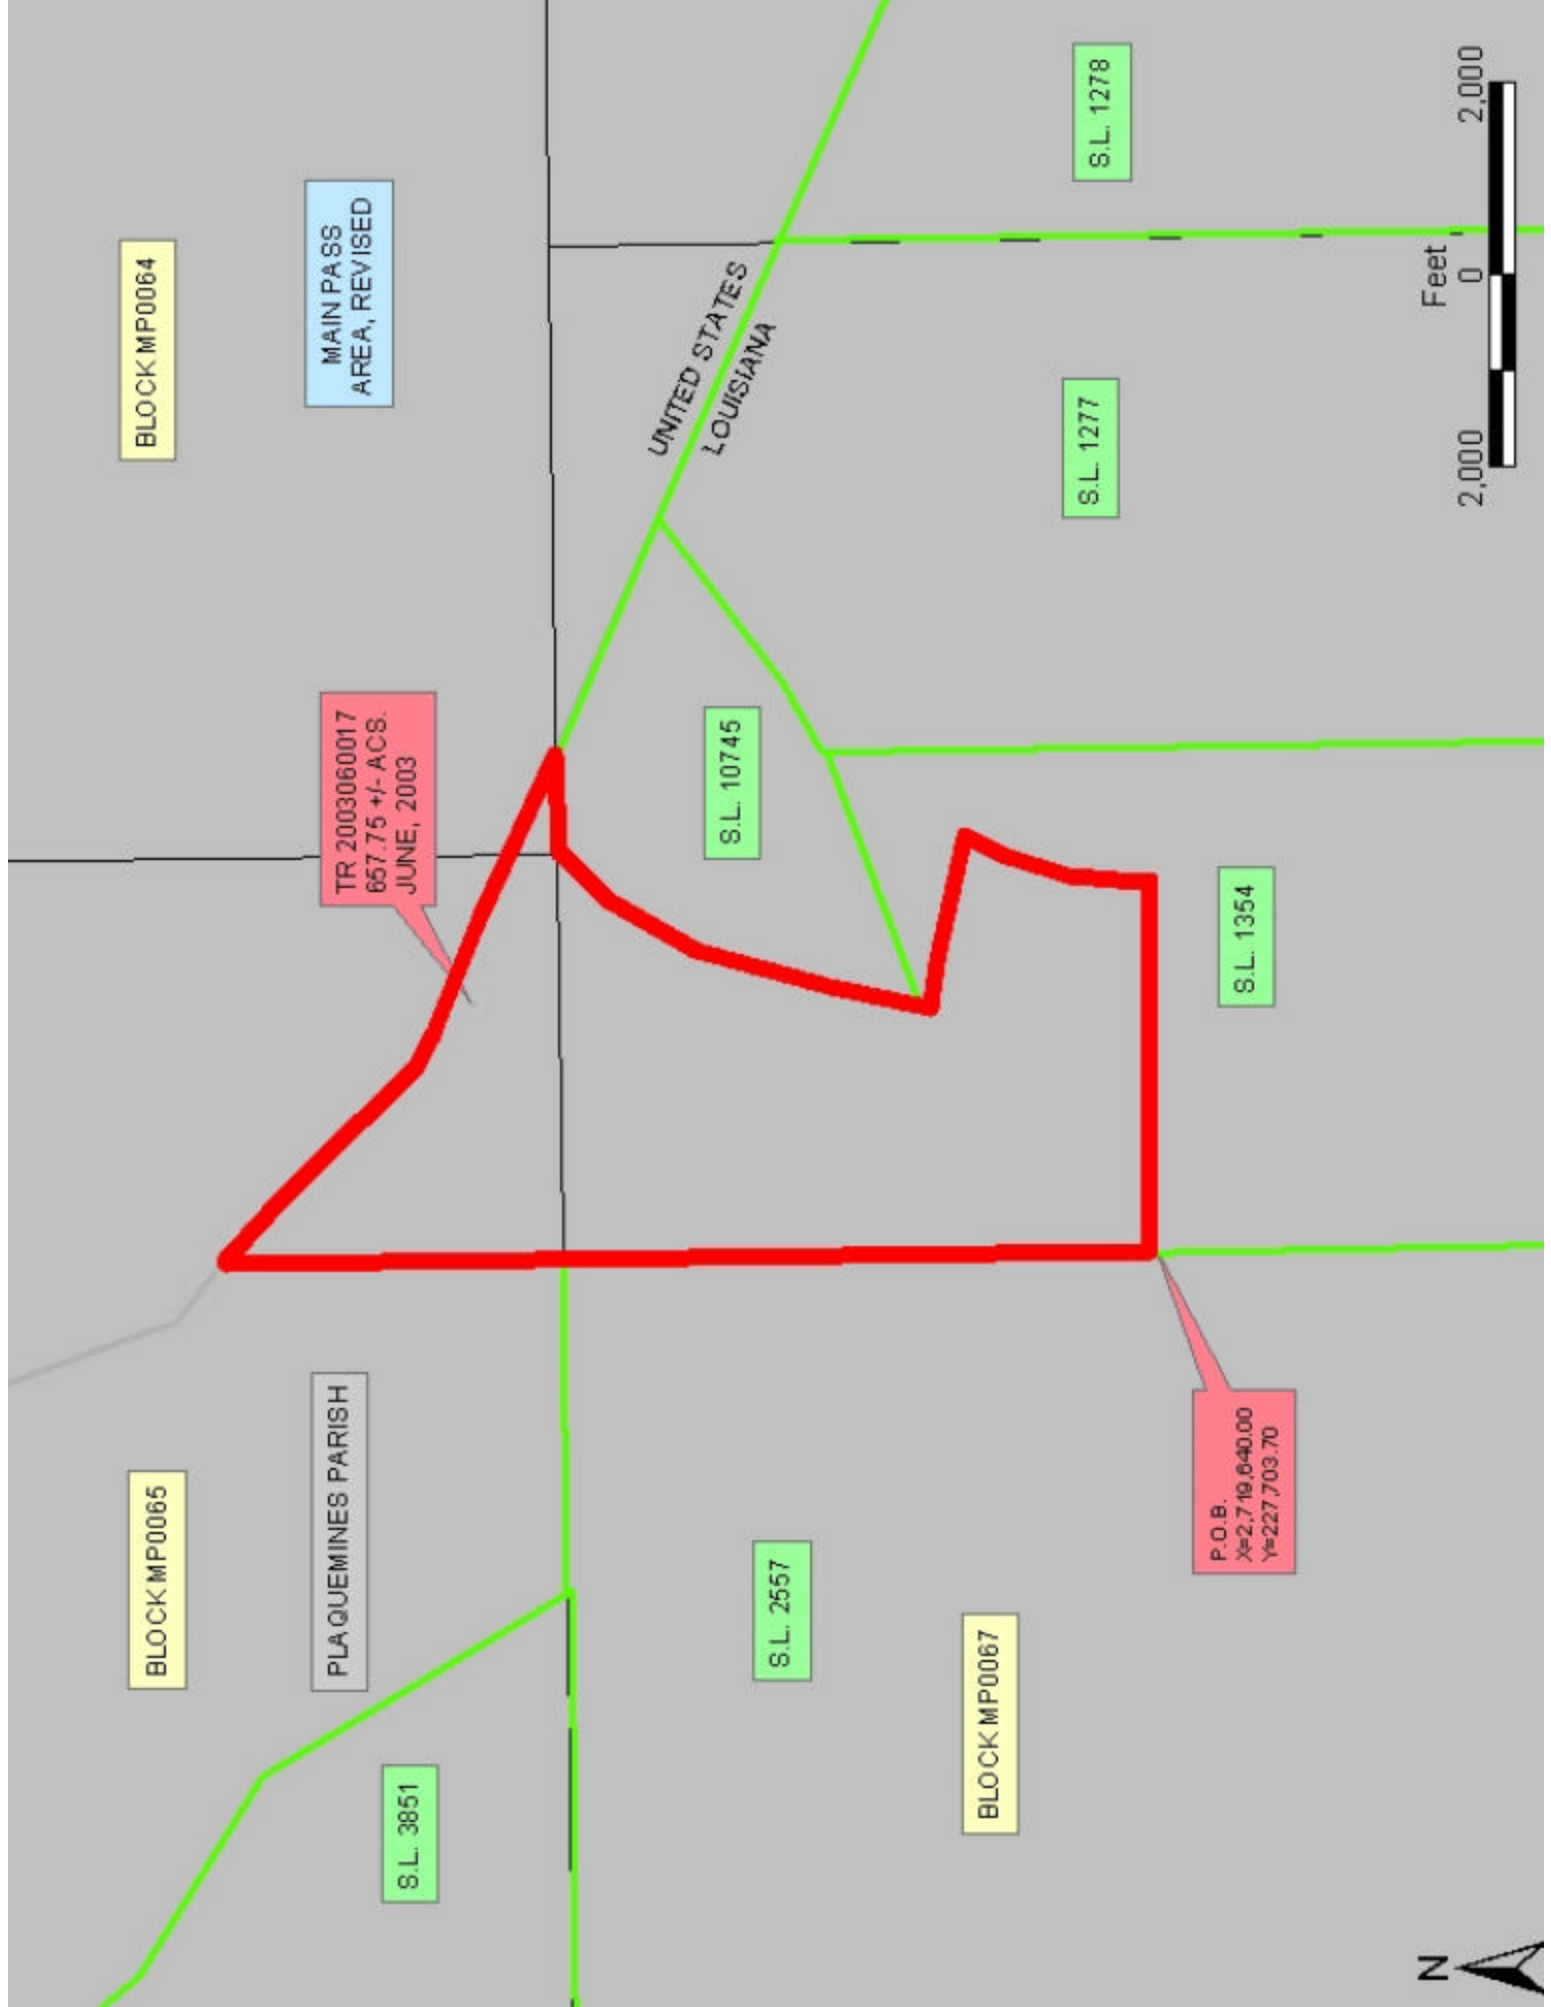 BLOCK MP0065
PLAQUEMINES PARISH
S.L. 3851
S.L. 2557
BLOCK MP0067
P.O.B.
X=2,719,640.00
Y=227,703.70
TR 2003060017
657.75 +/- ACS.
JUNE, 2003
S.L. 10745
S.L. 1354
BLOCK MP0064
MAIN PASS
AREA, REVISED
UNITED STATES
LOUISIANA
S.L. 1277
S.L. 1278
N
Feet
2,000 0 2,000